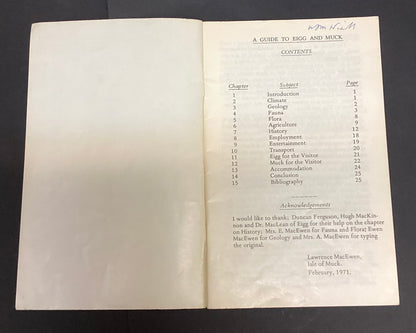 A GUIDE TO EIGG AND MUCK
CONTENTS
Chapter Subject Page
1 Introduction 1
2 Climate 1
3 Geology 2
4 Fauna 3
5 Flora 8
6 Agriculture 9
7 History 12
8 Employment 18
9 Entertainment 19
10 Transport 20
11 Eigg for the Visitor 21
12 Muck for the Visitor 22
13 Accommodation 24
14 Conclusion 25
15 Bibliography 25
Acknowledgements
I would like to thank: Duncan Ferguson, Hugh MacKin-
non and Dr. MacLean of Eigg for their help on the chapter
on History; Mrs. E. MacEwen for Fauna and Flora; Ewen
MacEwen for Geology and Mrs. A. MacEwen for typing
the original.
Lawrence MacEwen,
Isle of Muck.
February, 1971.